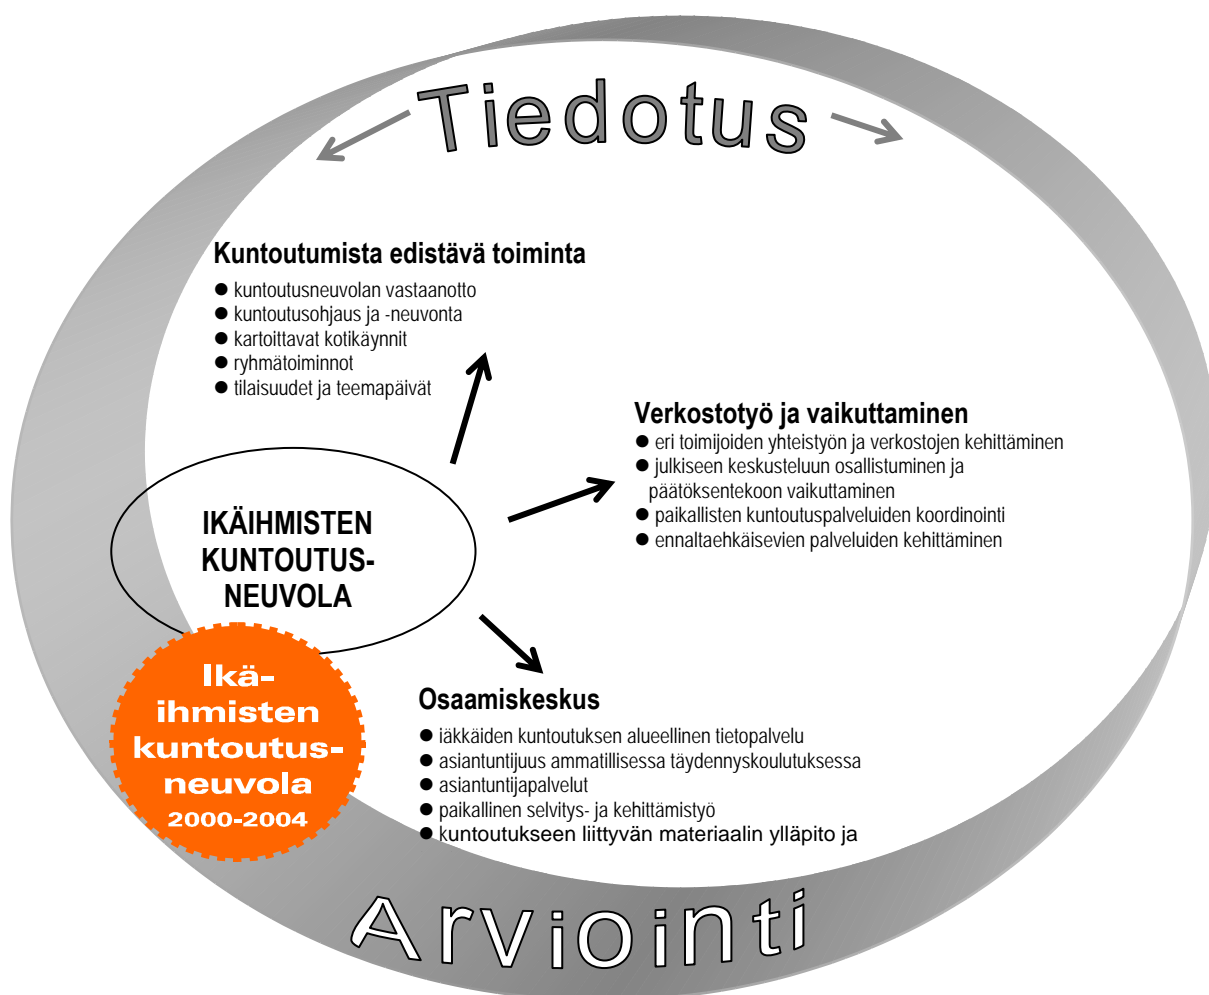 Tiedotus
Kuntoutumista edistävä toiminta
● kuntoutusneuvolan vastaanotto
● kuntoutusohjaus ja -neuvonta
● kartoittavat kotikäynnit
● ryhmätoiminnot
● tilaisuudet ja teemapäivät
Verkostotyö ja vaikuttaminen
● eri toimijoiden yhteistyön ja verkostojen kehittäminen
● julkiseen keskusteluun osallistuminen ja
päätöksentekoon vaikuttaminen
● paikallisten kuntoutuspalveluiden koordinointi
● ennaltaehkäisevien palveluiden kehittäminen
IKÄIHMISTEN
KUNTOUTUS-
NEUVOLA
Ikä-
ihmisten
kuntoutus-
neuvola
2000-2004
Osaamiskeskus
● iäkkäiden kuntoutuksen alueellinen tietopalvelu
● asiantuntijuus ammatillisessa täydennyskoulutuksessa
● asiantuntijapalvelut
● paikallinen selvitys- ja kehittämistyö
● kuntoutukseen liittyvän materiaalin ylläpito ja
Arviointi